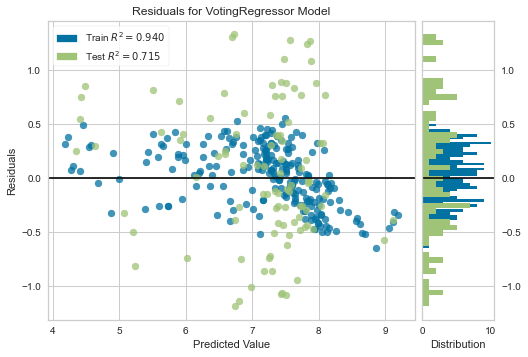 Residuals for VotingRegressor Model
Train R² = 0.940
Test R² = 0.715
Residuals
1.0
0.5
0.0
−0.5
−1.0
4 5 6 7 8 9
Predicted Value
1.0
0.5
0.0
−0.5
−1.0
0 10
Distribution